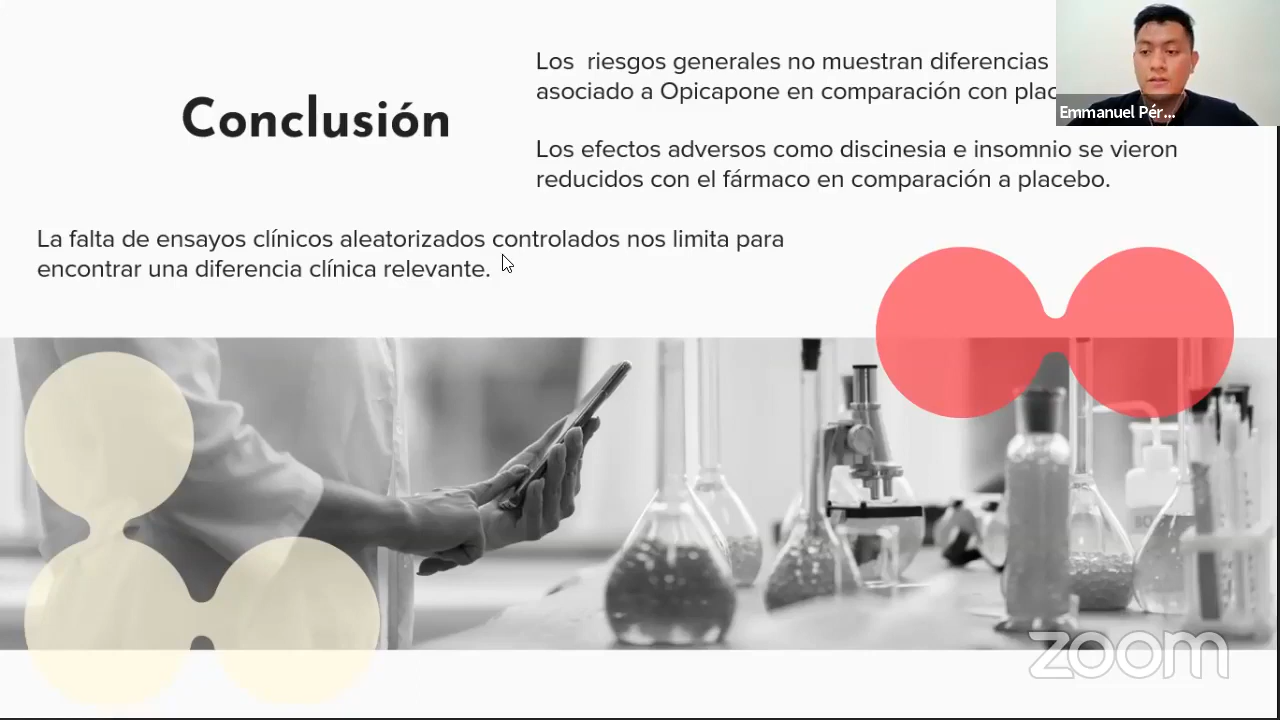 Conclusión
Los riesgos generales no muestran diferencias
asociado a Opicapone en comparación con
Los efectos adversos como discinesia e insomnio se vieron
reducidos con el fármaco en comparación a placebo.
La falta de ensayos clínicos aleatorizados controlados nos limita para
encontrar una diferencia clínica relevante.
Emmanuel Pér...
zoom